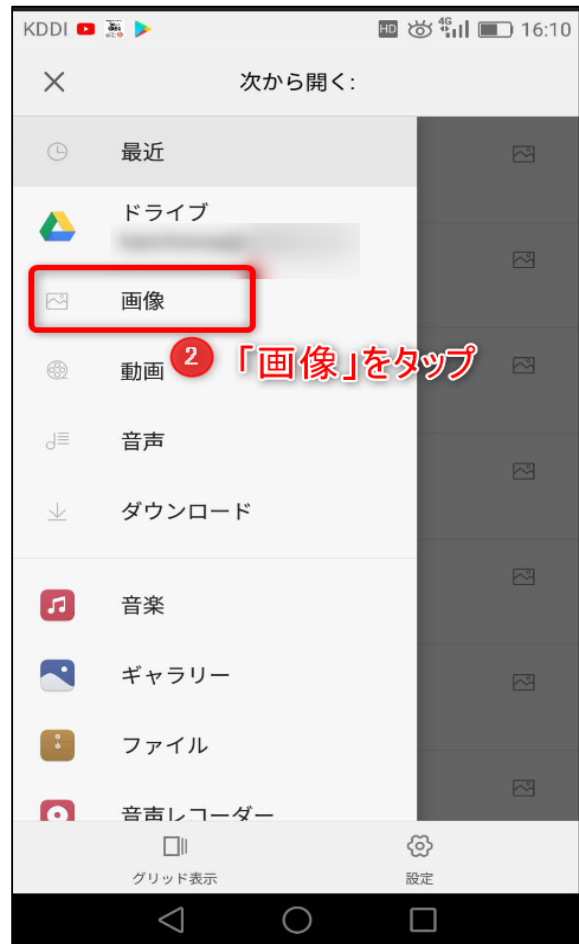 KDDI HD 4G 16:10
次から開く:
最近
ドライブ
画像
動画
2 「画像」をタップ
音声
ダウンロード
音楽
ギャラリー
ファイル
音声レコーダー
グリッド表示 設定